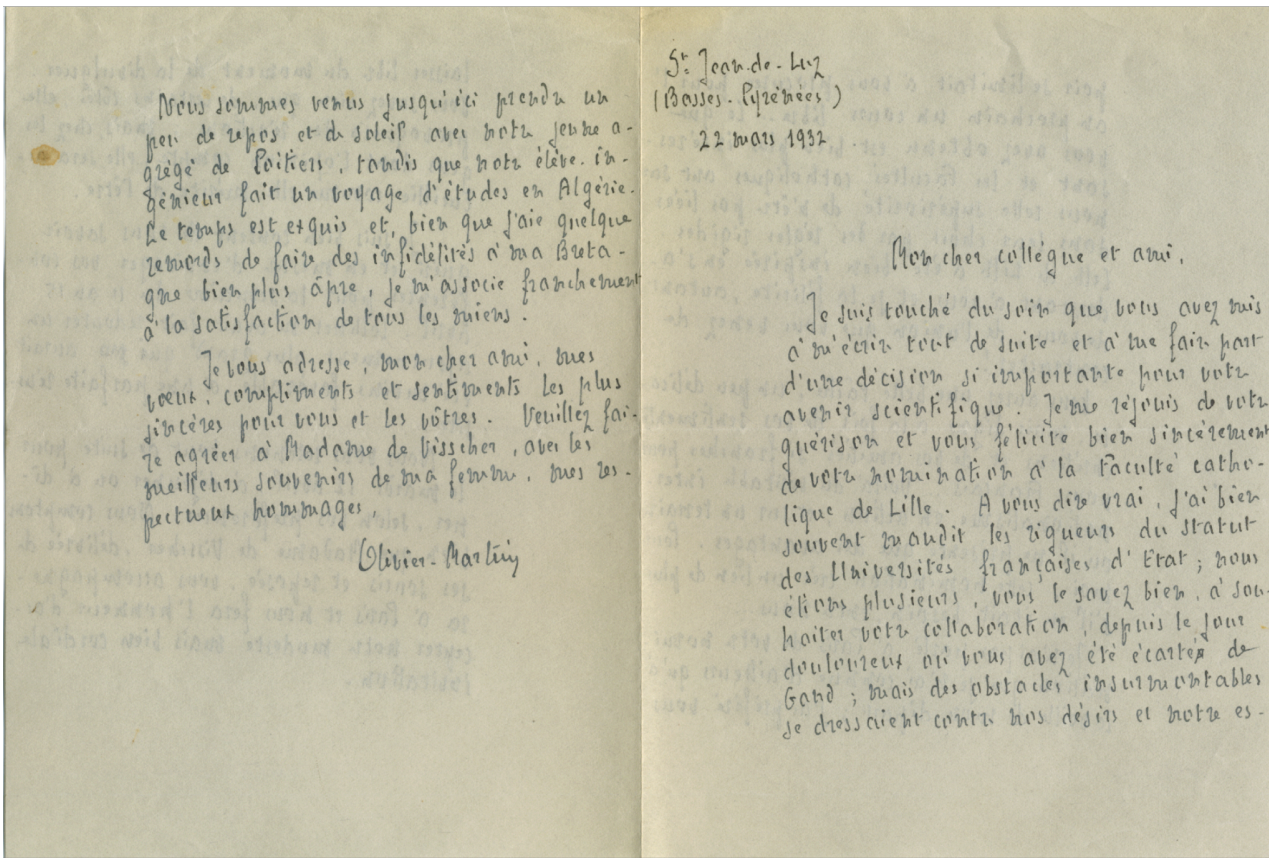 St Jean-de-Luz
(Basses-Pyrénées)
22 mars 1932
Mon cher collègue et ami,
Je suis touché du soin que vous avez mis
à m'écrire tout de suite et à me faire part
d'une décision si importante pour votre
avenir scientifique. Je me réjouis de votre
guérison et vous félicite bien sincèrement
de votre nomination à la Faculté catho-
lique de Lille. A vous dire vrai, j'ai bien
souvent maudit les rigueurs du statut
des Universités françaises d'Etat ; nous
étions plusieurs, vous le savez bien, à sou-
haiter votre collaboration, depuis le jour
douloureux où vous avez été écarté de
Gand ; mais des obstacles insurmontables
se dressaient contre nos désirs et notre es-
Nous sommes venus jusqu'ici prendre un
peu de repos et de soleil avec notre jeune a-
grégé de Poitiers, tandis que notre élève-in-
génieur fait un voyage d'études en Algérie.
Le temps est exquis et, bien que j'aie quelque
remords de faire des infidélités à ma Breta-
gne bien plus âpre, je m'associe franchement
à la satisfaction de tous les miens.
Je vous adresse, mon cher ami, mes
vœux, compliments et sentiments les plus
sincères pour vous et les vôtres. Veuillez fai-
re agréer à Madame de Visscher, avec les
meilleurs souvenirs de ma femme, mes res-
pectueux hommages.
Olivier-Martin